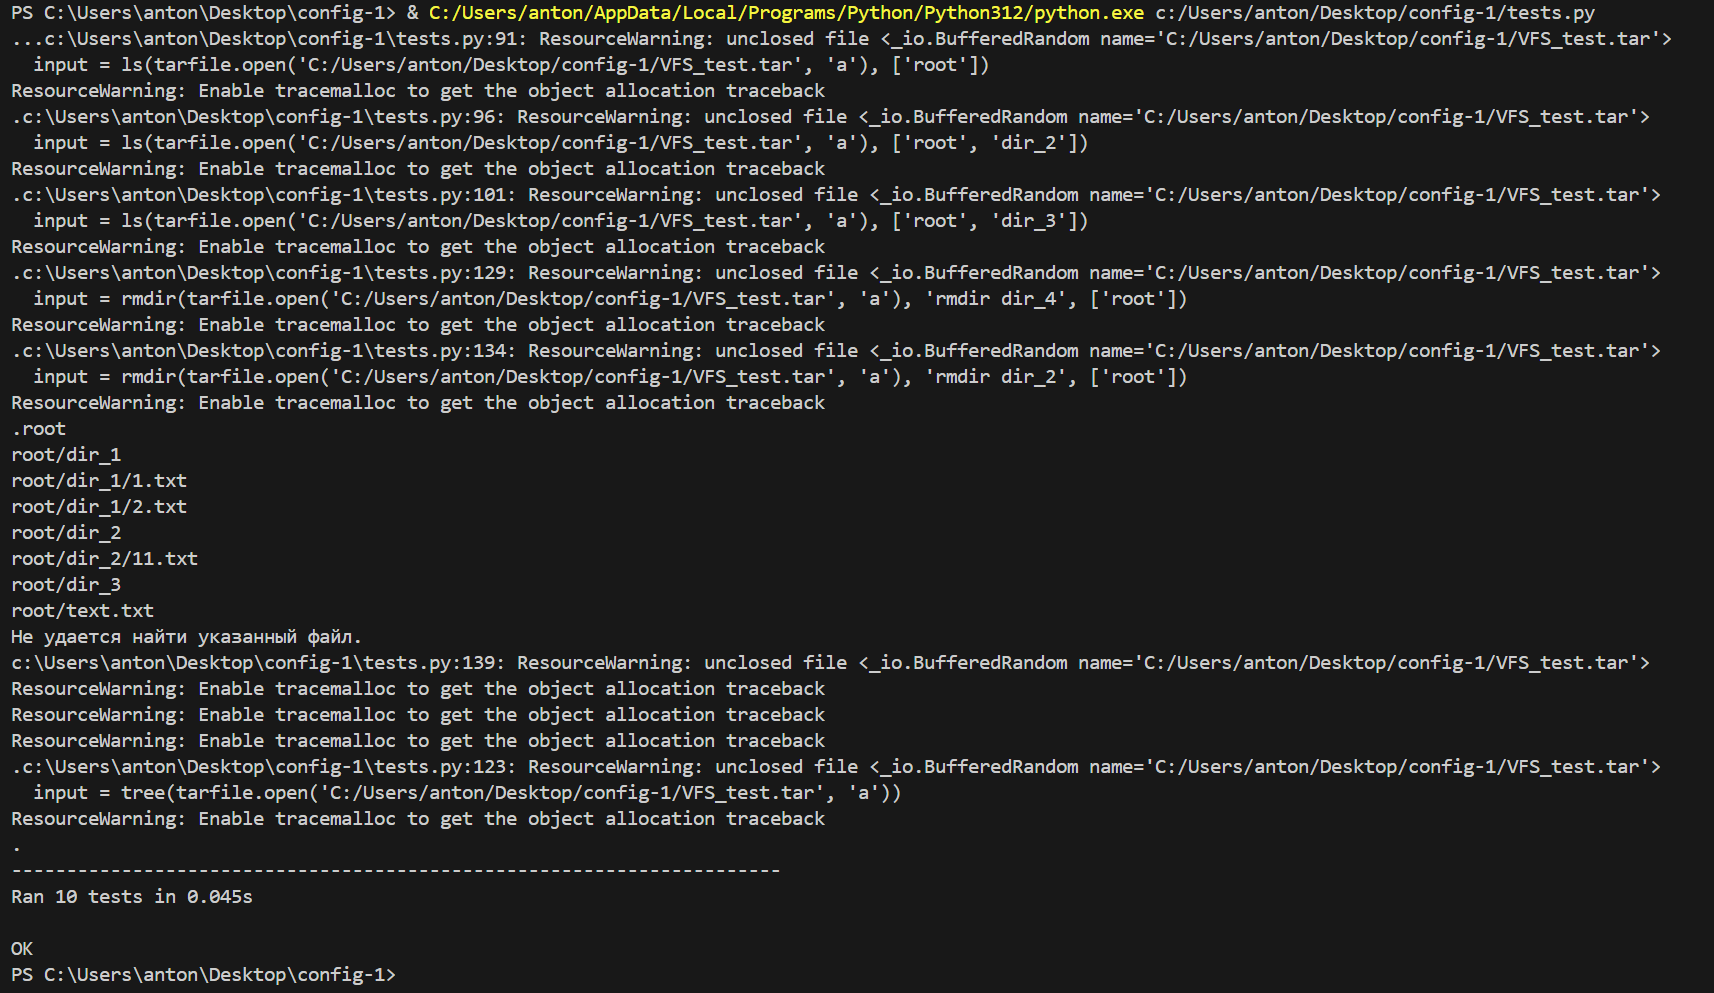 PS C:\Users\anton\Desktop\config-1> & C:/Users/anton/AppData/Local/Programs/Python/Python312/python.exe c:/Users/anton/Desktop/config-1/tests.py
...c:\Users\anton\Desktop\config-1\tests.py:91: ResourceWarning: unclosed file <_io.BufferedRandom name='C:/Users/anton/Desktop/config-1/VFS_test.tar'>
  input = ls(tarfile.open('C:/Users/anton/Desktop/config-1/VFS_test.tar', 'a'), ['root'])
ResourceWarning: Enable tracemalloc to get the object allocation traceback
.c:\Users\anton\Desktop\config-1\tests.py:96: ResourceWarning: unclosed file <_io.BufferedRandom name='C:/Users/anton/Desktop/config-1/VFS_test.tar'>
  input = ls(tarfile.open('C:/Users/anton/Desktop/config-1/VFS_test.tar', 'a'), ['root', 'dir_2'])
ResourceWarning: Enable tracemalloc to get the object allocation traceback
.c:\Users\anton\Desktop\config-1\tests.py:101: ResourceWarning: unclosed file <_io.BufferedRandom name='C:/Users/anton/Desktop/config-1/VFS_test.tar'>
  input = ls(tarfile.open('C:/Users/anton/Desktop/config-1/VFS_test.tar', 'a'), ['root', 'dir_3'])
ResourceWarning: Enable tracemalloc to get the object allocation traceback
.c:\Users\anton\Desktop\config-1\tests.py:129: ResourceWarning: unclosed file <_io.BufferedRandom name='C:/Users/anton/Desktop/config-1/VFS_test.tar'>
  input = rmdir(tarfile.open('C:/Users/anton/Desktop/config-1/VFS_test.tar', 'a'), 'rmdir dir_4', ['root'])
ResourceWarning: Enable tracemalloc to get the object allocation traceback
.c:\Users\anton\Desktop\config-1\tests.py:134: ResourceWarning: unclosed file <_io.BufferedRandom name='C:/Users/anton/Desktop/config-1/VFS_test.tar'>
  input = rmdir(tarfile.open('C:/Users/anton/Desktop/config-1/VFS_test.tar', 'a'), 'rmdir dir_2', ['root'])
ResourceWarning: Enable tracemalloc to get the object allocation traceback
.root
root/dir_1
root/dir_1/1.txt
root/dir_1/2.txt
root/dir_2
root/dir_2/11.txt
root/dir_3
root/text.txt
Не удается найти указанный файл.
c:\Users\anton\Desktop\config-1\tests.py:139: ResourceWarning: unclosed file <_io.BufferedRandom name='C:/Users/anton/Desktop/config-1/VFS_test.tar'>
ResourceWarning: Enable tracemalloc to get the object allocation traceback
ResourceWarning: Enable tracemalloc to get the object allocation traceback
ResourceWarning: Enable tracemalloc to get the object allocation traceback
.c:\Users\anton\Desktop\config-1\tests.py:123: ResourceWarning: unclosed file <_io.BufferedRandom name='C:/Users/anton/Desktop/config-1/VFS_test.tar'>
  input = tree(tarfile.open('C:/Users/anton/Desktop/config-1/VFS_test.tar', 'a'))
ResourceWarning: Enable tracemalloc to get the object allocation traceback
.
----------------------------------------------------------------------
Ran 10 tests in 0.045s

OK
PS C:\Users\anton\Desktop\config-1>